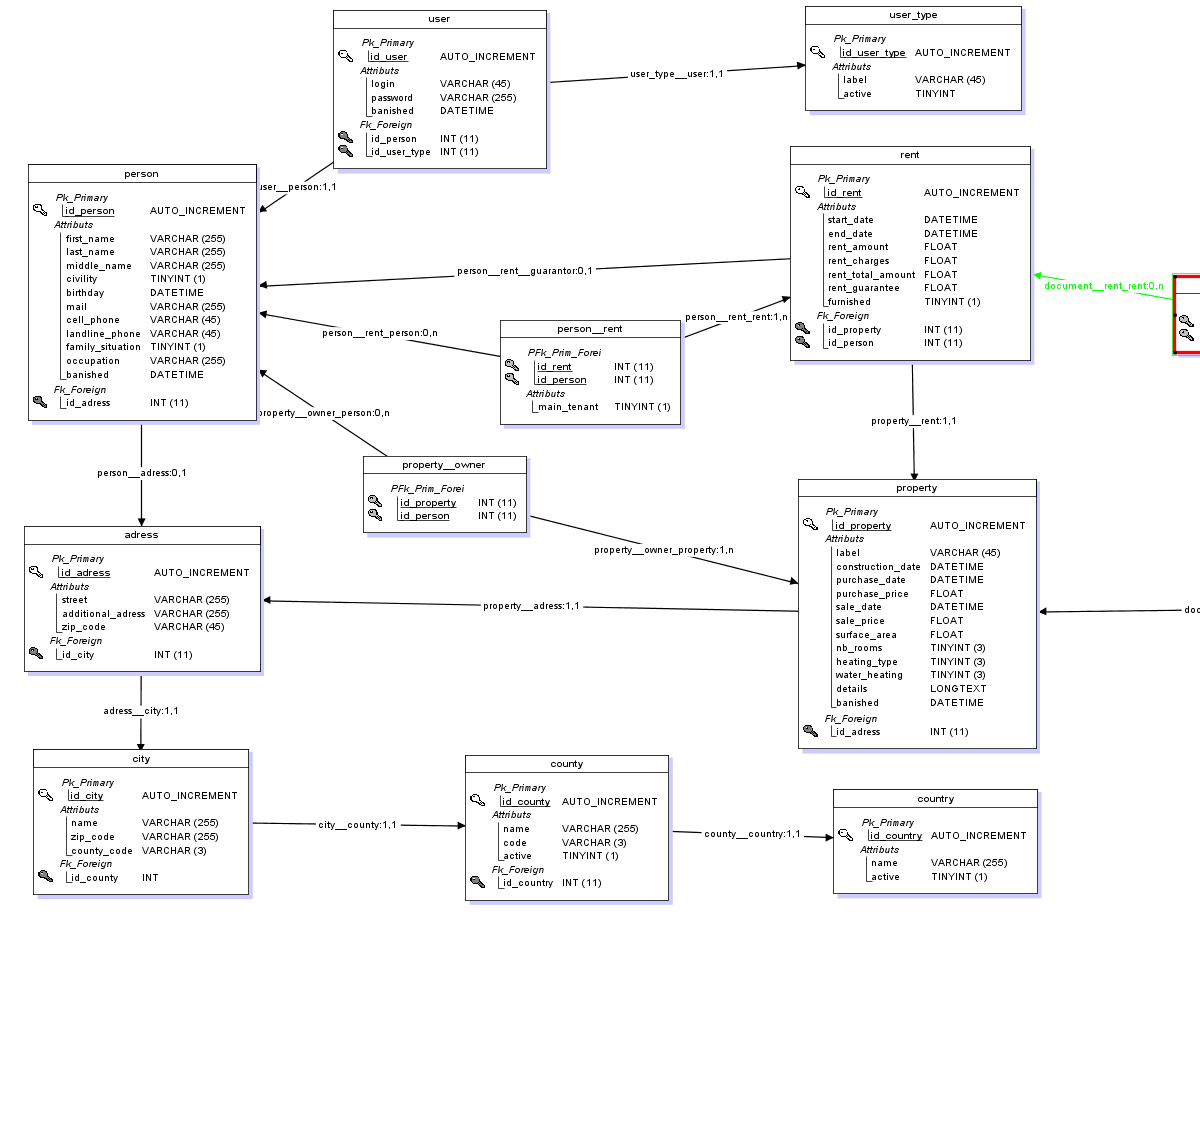 user
Pk_Primary
id_user AUTO_INCREMENT
Attributs
login VARCHAR (45)
password VARCHAR (255)
banished DATETIME
Fk_Foreign
id_person INT (11)
id_user_type INT (11)
user_type__user:1,1
user_type
Pk_Primary
id_user_type AUTO_INCREMENT
Attributs
label VARCHAR (45)
active TINYINT
user__person:1,1
person
Pk_Primary
id_person AUTO_INCREMENT
Attributs
first_name VARCHAR (255)
last_name VARCHAR (255)
middle_name VARCHAR (255)
civility TINYINT (1)
birthday DATETIME
mail VARCHAR (255)
cell_phone VARCHAR (45)
landline_phone VARCHAR (45)
family_situation TINYINT (1)
occupation VARCHAR (255)
banished DATETIME
Fk_Foreign
id_adress INT (11)
person__rent__guarantor:0,1
person__rent_person:0,n
person__rent_rent:1,n
rent
Pk_Primary
id_rent AUTO_INCREMENT
Attributs
start_date DATETIME
end_date DATETIME
rent_amount FLOAT
rent_charges FLOAT
rent_total_amount FLOAT
rent_guarantee FLOAT
furnished TINYINT (1)
Fk_Foreign
id_property INT (11)
id_person INT (11)
document__rent_rent:0,n
person__rent
PFk_Prim_Forei
id_rent INT (11)
id_person INT (11)
Attributs
main_tenant TINYINT (1)
property__owner_person:0,n
property__rent:1,1
person__adress:0,1
property__owner
PFk_Prim_Forei
id_property INT (11)
id_person INT (11)
property__owner_property:1,n
property
Pk_Primary
id_property AUTO_INCREMENT
Attributs
label VARCHAR (45)
construction_date DATETIME
purchase_date DATETIME
purchase_price FLOAT
sale_date DATETIME
sale_price FLOAT
surface_area FLOAT
nb_rooms TINYINT (3)
heating_type TINYINT (3)
water_heating TINYINT (3)
details LONGTEXT
banished DATETIME
Fk_Foreign
id_adress INT (11)
doc
adress
Pk_Primary
id_adress AUTO_INCREMENT
Attributs
street VARCHAR (255)
additional_adress VARCHAR (255)
zip_code VARCHAR (45)
Fk_Foreign
id_city INT (11)
property__adress:1,1
adress__city:1,1
city
Pk_Primary
id_city AUTO_INCREMENT
Attributs
name VARCHAR (255)
zip_code VARCHAR (255)
county_code VARCHAR (3)
Fk_Foreign
id_county INT
city__county:1,1
county
Pk_Primary
id_county AUTO_INCREMENT
Attributs
name VARCHAR (255)
code VARCHAR (3)
active TINYINT (1)
Fk_Foreign
id_country INT (11)
county__country:1,1
country
Pk_Primary
id_country AUTO_INCREMENT
Attributs
name VARCHAR (255)
active TINYINT (1)